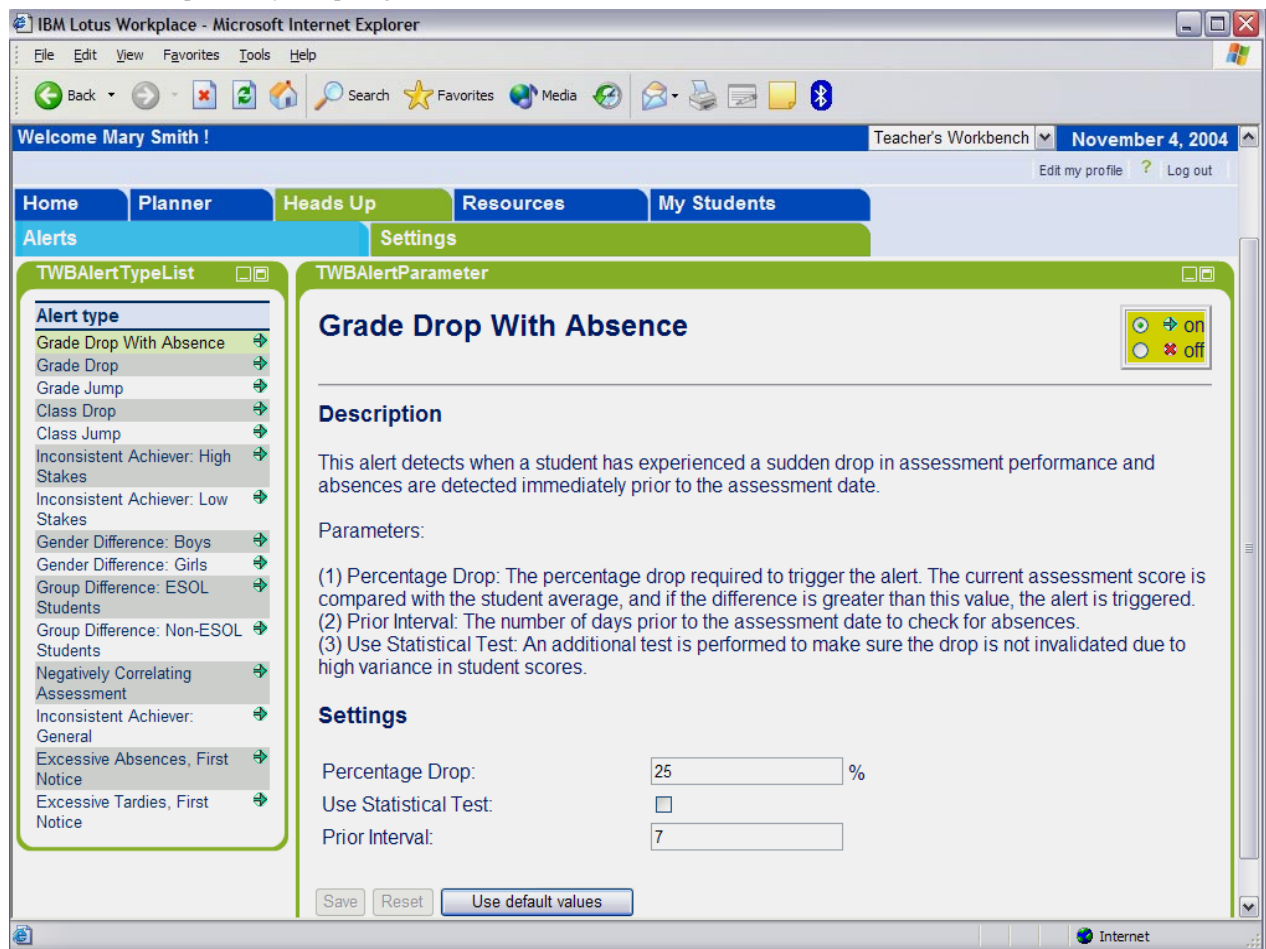 IBM Lotus Workplace - Microsoft Internet Explorer
File Edit View Favorites Tools Help
Back Search Favorites Media
Welcome Mary Smith !
Teacher's Workbench November 4, 2004
Edit my profile ? Log out
Home Planner Heads Up Resources My Students
Alerts Settings
TWBAlertTypeList
Alert type
Grade Drop With Absence
Grade Drop
Grade Jump
Class Drop
Class Jump
Inconsistent Achiever: High
Stakes
Inconsistent Achiever: Low
Stakes
Gender Difference: Boys
Gender Difference: Girls
Group Difference: ESOL
Students
Group Difference: Non-ESOL
Students
Negatively Correlating
Assessment
Inconsistent Achiever:
General
Excessive Absences, First
Notice
Excessive Tardies, First
Notice
TWBAlertParameter
Grade Drop With Absence
on
off
Description
This alert detects when a student has experienced a sudden drop in assessment performance and
absences are detected immediately prior to the assessment date.
Parameters:
(1) Percentage Drop: The percentage drop required to trigger the alert. The current assessment score is
compared with the student average, and if the difference is greater than this value, the alert is triggered.
(2) Prior Interval: The number of days prior to the assessment date to check for absences.
(3) Use Statistical Test: An additional test is performed to make sure the drop is not invalidated due to
high variance in student scores.
Settings
Percentage Drop: 25 %
Use Statistical Test:
Prior Interval: 7
Save Reset Use default values
Internet